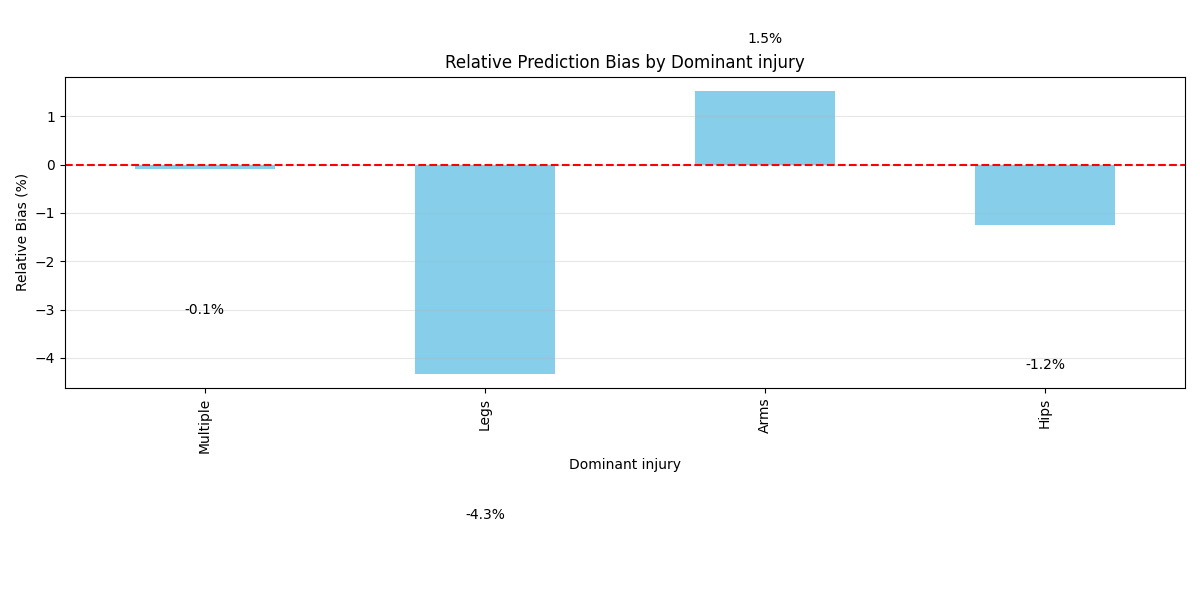 1.5%
Relative Prediction Bias by Dominant injury
Relative Bias (%)
1
0
−1
−2
−3
−4
-0.1%
-1.2%
Multiple
Legs
Arms
Hips
Dominant injury
-4.3%